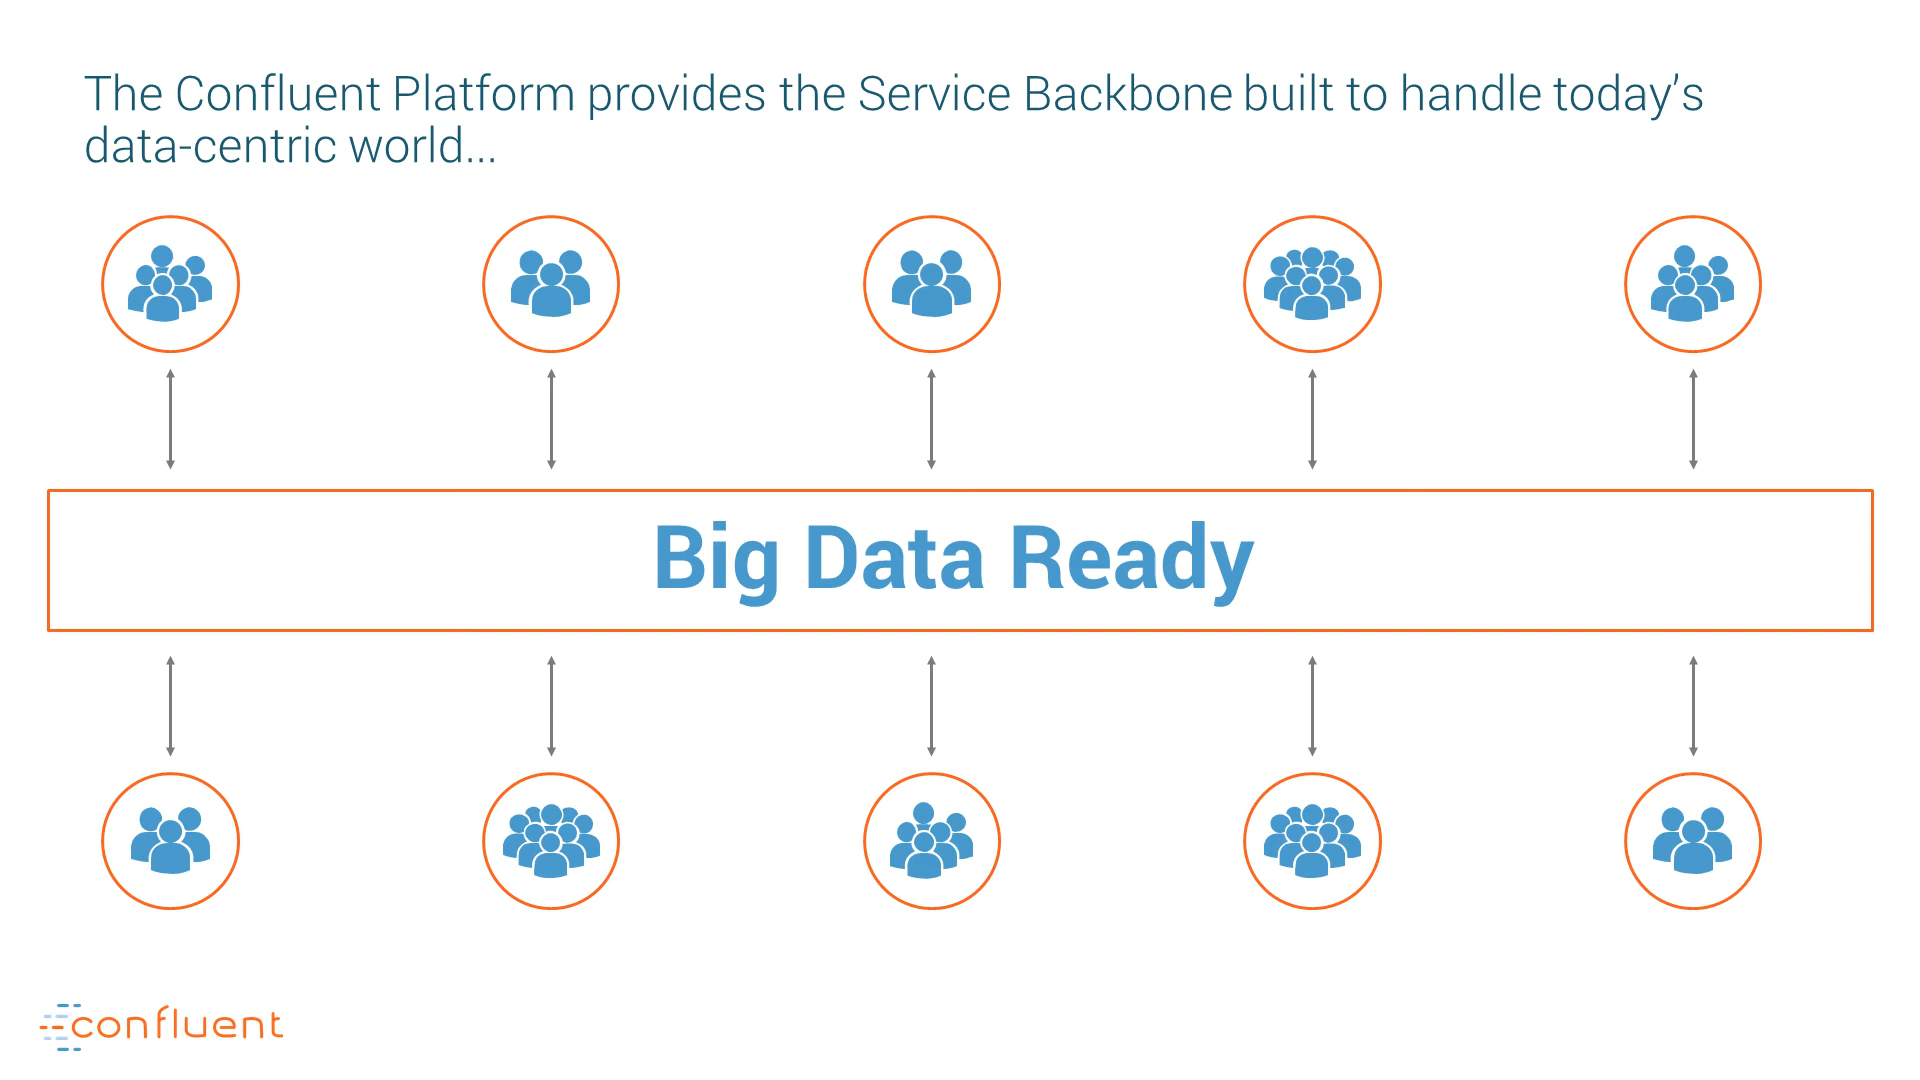 The Confluent Platform provides the Service Backbone built to handle today’s
data-centric world...
Big Data Ready
confluent